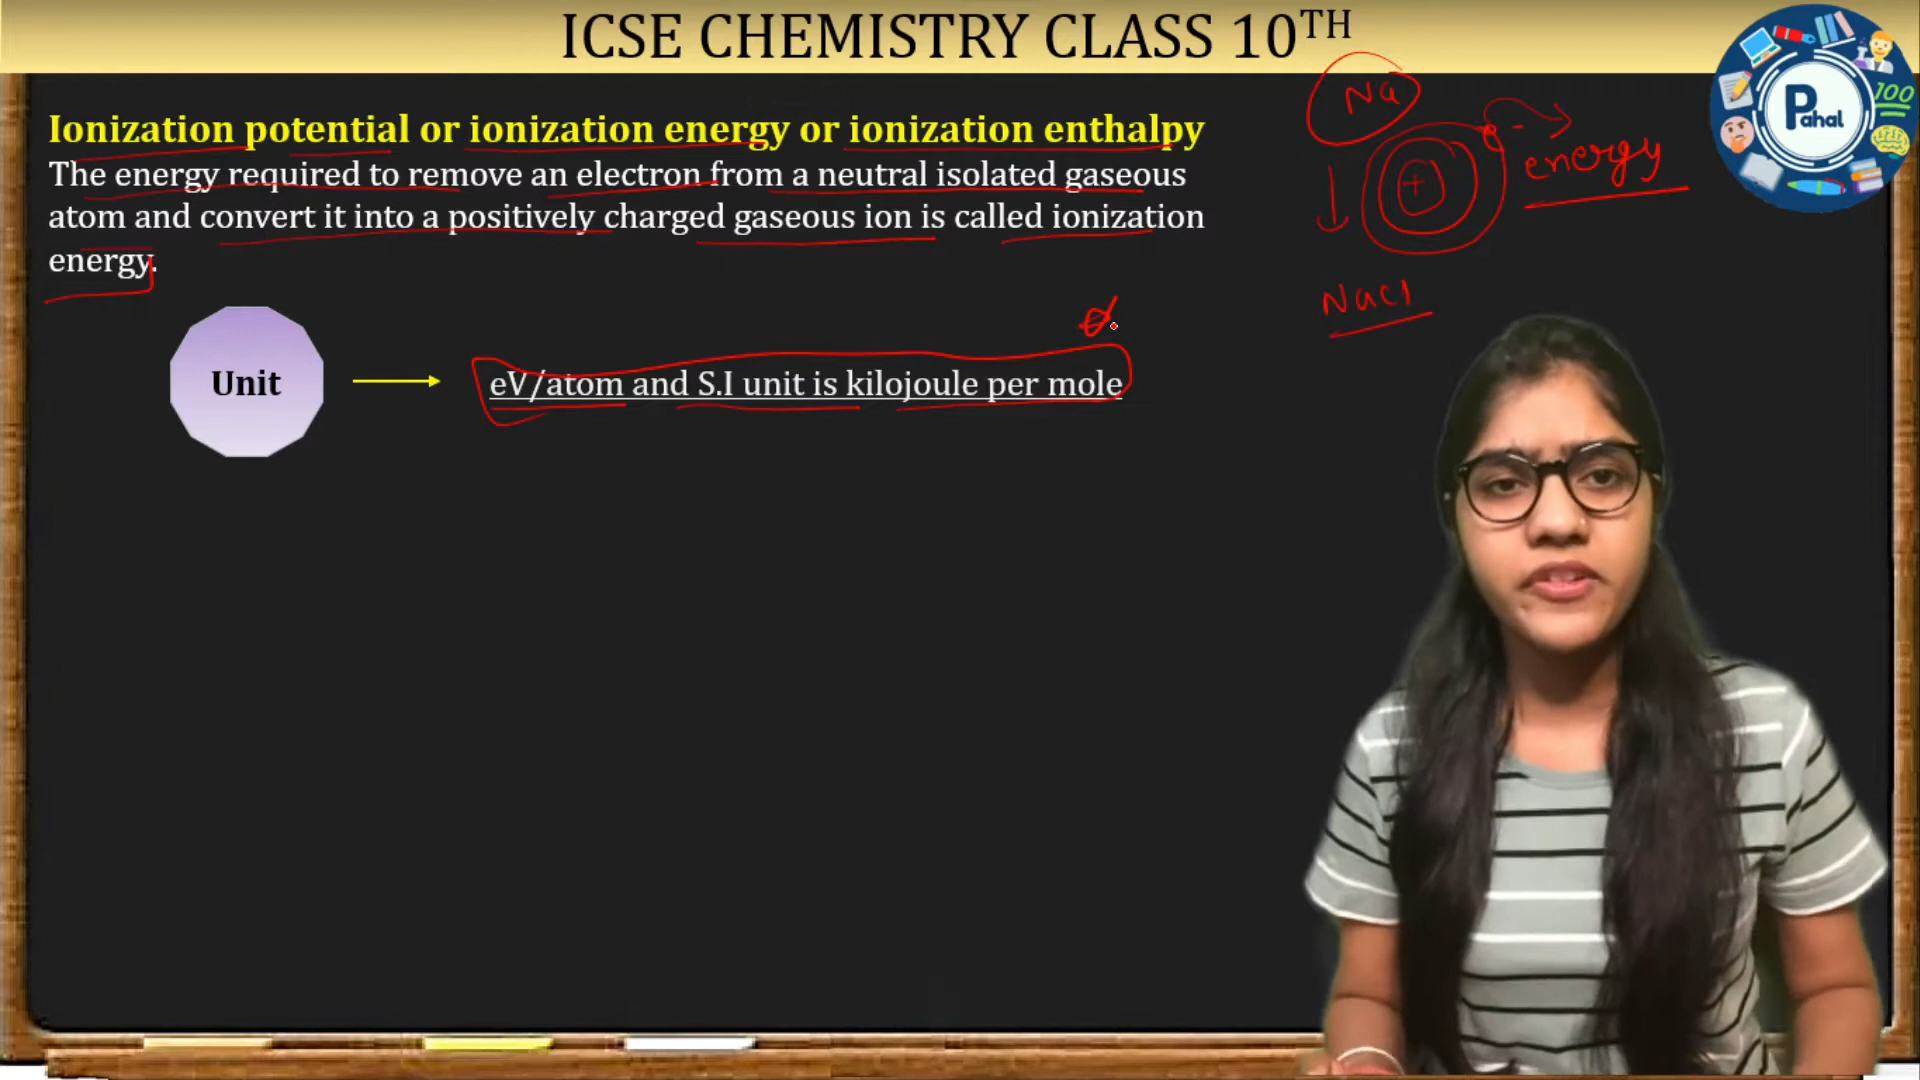 ICSE CHEMISTRY CLASS 10TH
Pahal
100
Ionization potential or ionization energy or ionization enthalpy
The energy required to remove an electron from a neutral isolated gaseous
atom and convert it into a positively charged gaseous ion is called ionization
energy.
Na
e-
energy
+
NaCl
Unit
eV/atom and S.I unit is kilojoule per mole